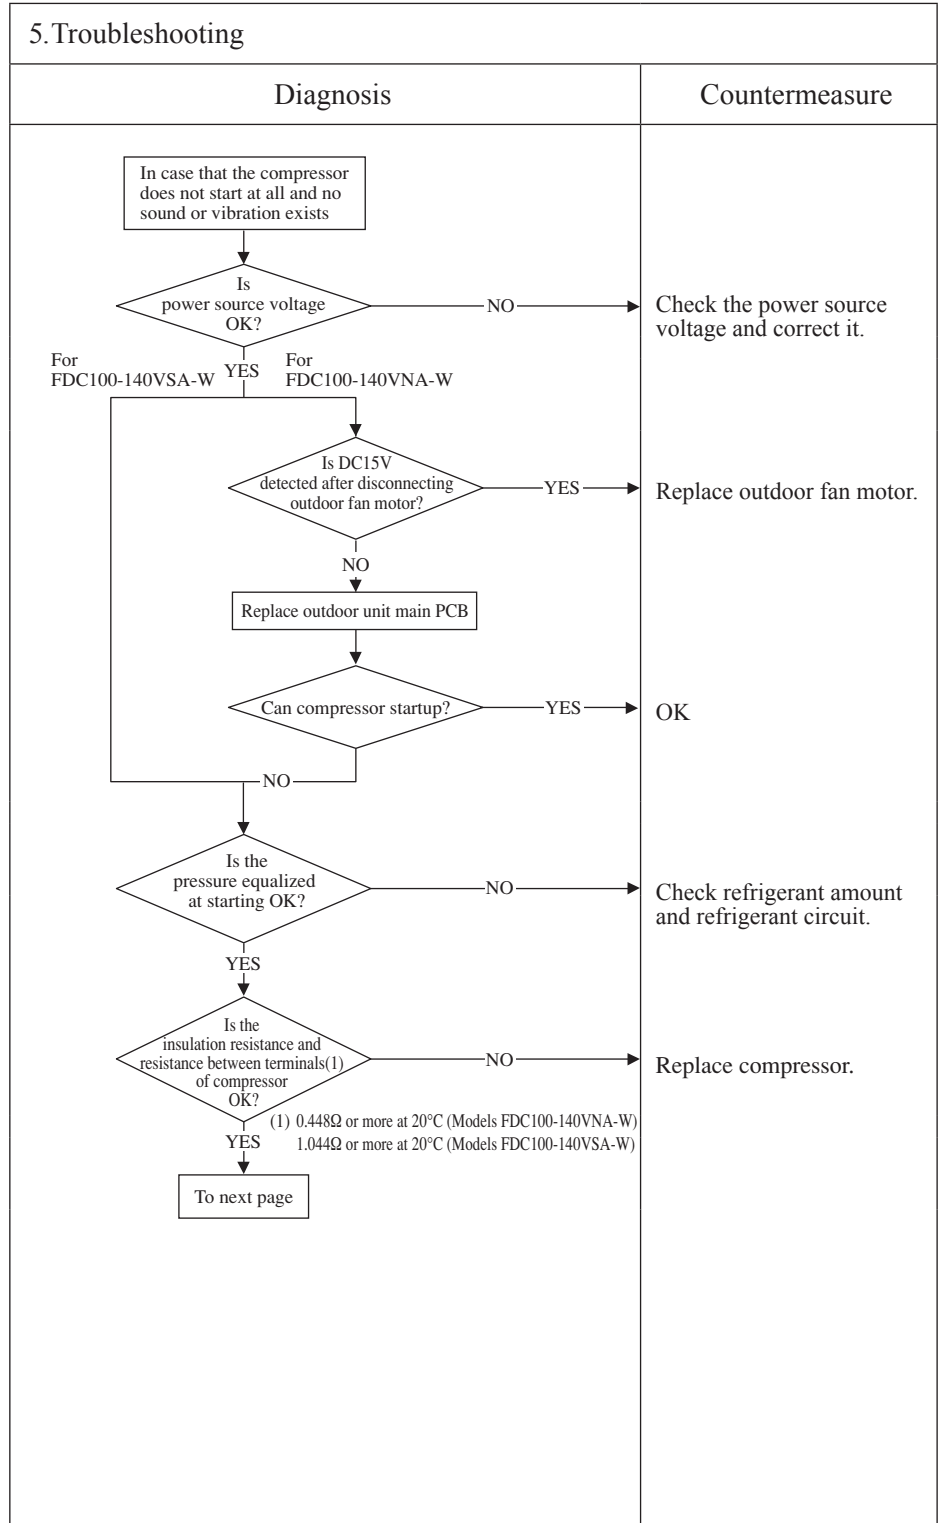 5.Troubleshooting
Diagnosis
Countermeasure
In case that the compressor
does not start at all and no
sound or vibration exists
Is
power source voltage
OK?
NO
Check the power source
voltage and correct it.
YES
For
FDC100-140VSA-W
For
FDC100-140VNA-W
Is DC15V
detected after disconnecting
outdoor fan motor?
YES
Replace outdoor fan motor.
NO
Replace outdoor unit main PCB
Can compressor startup?
YES
OK
NO
Is the
pressure equalized
at starting OK?
NO
Check refrigerant amount
and refrigerant circuit.
YES
Is the
insulation resistance and
resistance between terminals(1)
of compressor
OK?
NO
Replace compressor.
(1) 0.448Ω or more at 20°C (Models FDC100-140VNA-W)
1.044Ω or more at 20°C (Models FDC100-140VSA-W)
YES
To next page